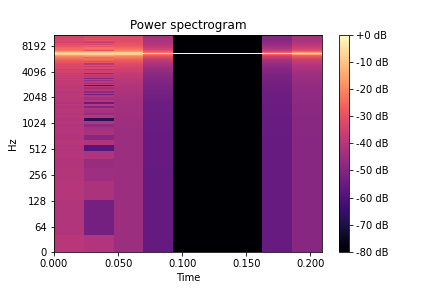 Power spectrogram
8192
4096
2048
1024
512
256
128
64
0
Hz
0.000 0.050 0.100 0.150 0.200
Time
+0 dB
-10 dB
-20 dB
-30 dB
-40 dB
-50 dB
-60 dB
-70 dB
-80 dB